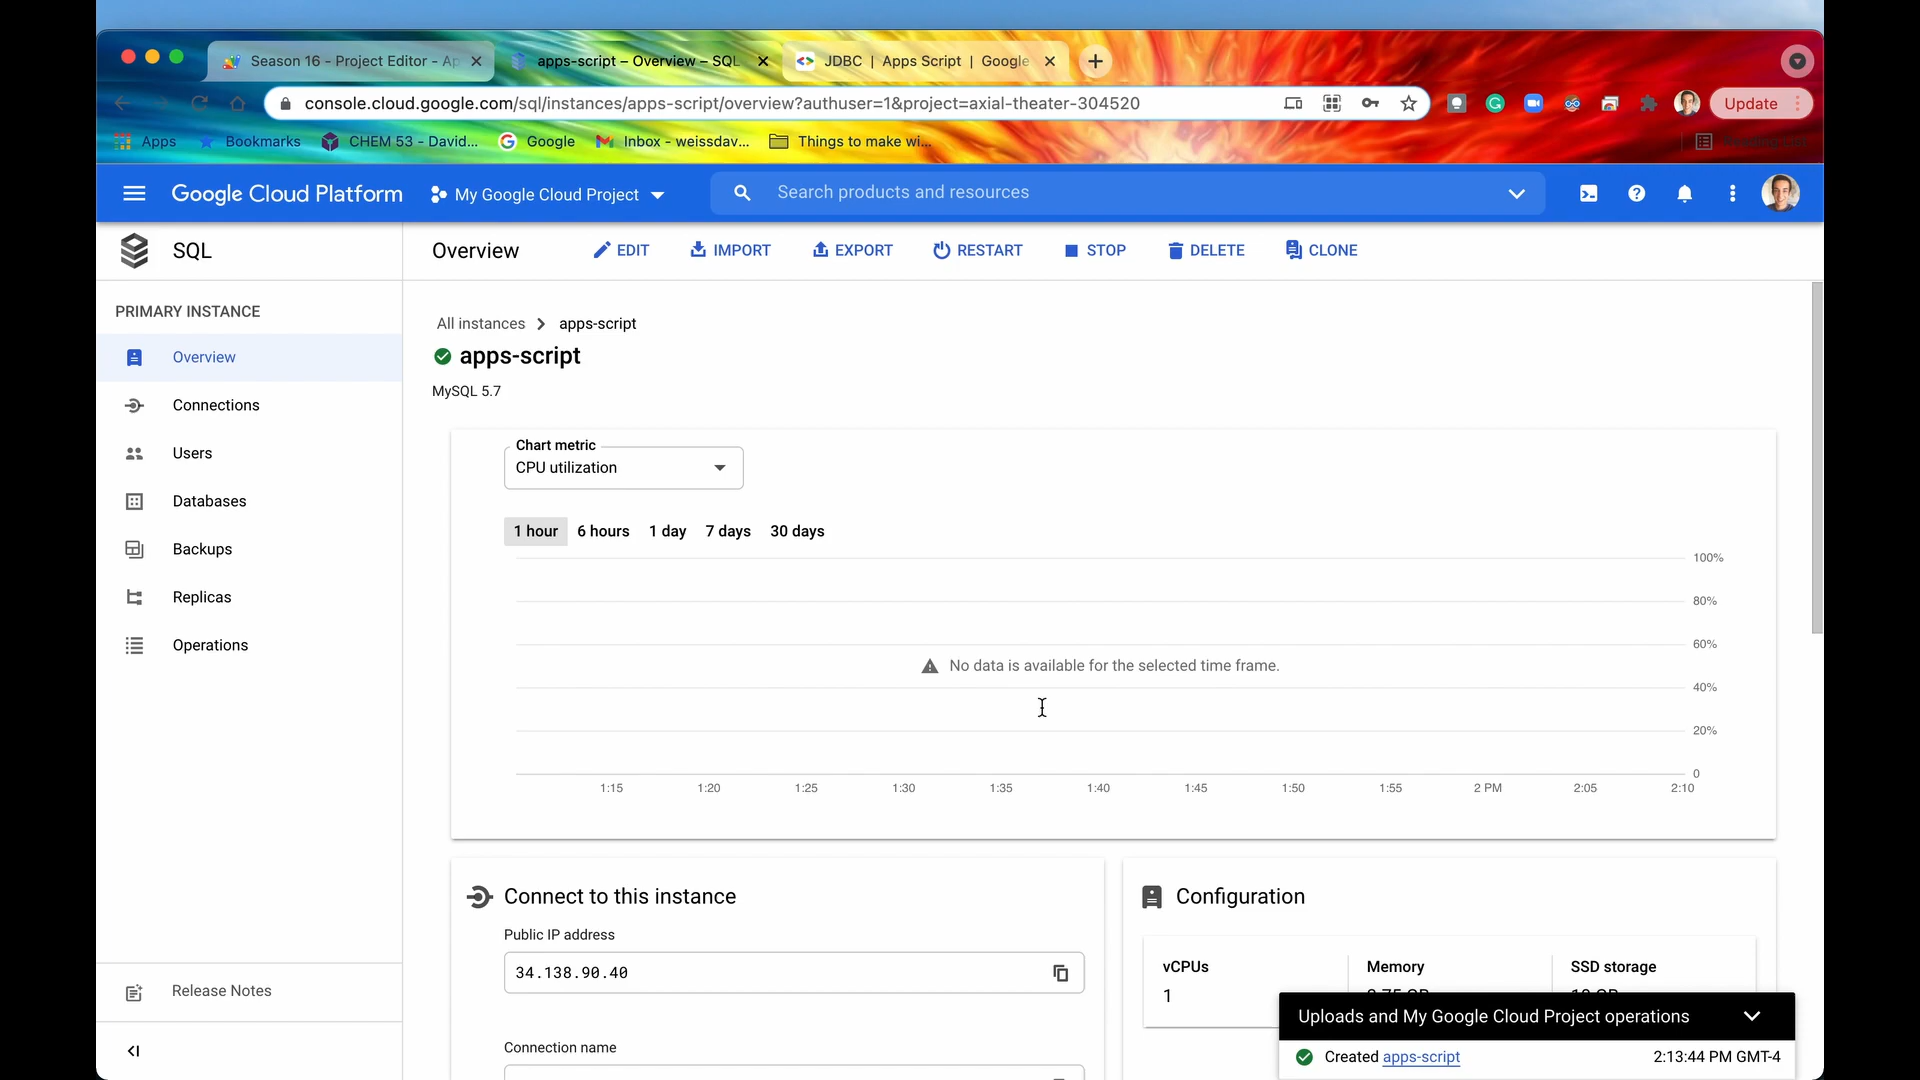 Season 16 - Project Editor - Ap
apps-script – Overview – SQL
JDBC | Apps Script | Google
console.cloud.google.com/sql/instances/apps-script/overview?authuser=1&project=axial-theater-304520
Update
Apps
Bookmarks
CHEM 53 - David...
Google
Inbox - weissdav...
Things to make wi...
Reading List
Google Cloud Platform
My Google Cloud Project
Search products and resources
SQL
Overview
EDIT
IMPORT
EXPORT
RESTART
STOP
DELETE
CLONE
PRIMARY INSTANCE
Overview
Connections
Users
Databases
Backups
Replicas
Operations
Release Notes
All instances > apps-script
apps-script
MySQL 5.7
Chart metric
CPU utilization
1 hour 6 hours 1 day 7 days 30 days
100%
80%
60%
No data is available for the selected time frame.
40%
20%
0
1:15 1:20 1:25 1:30 1:35 1:40 1:45 1:50 1:55 2 PM 2:05 2:10
Connect to this instance
Public IP address
34.138.90.40
Connection name
Configuration
vCPUs
1
Memory
SSD storage
Uploads and My Google Cloud Project operations
Created apps-script
2:13:44 PM GMT-4